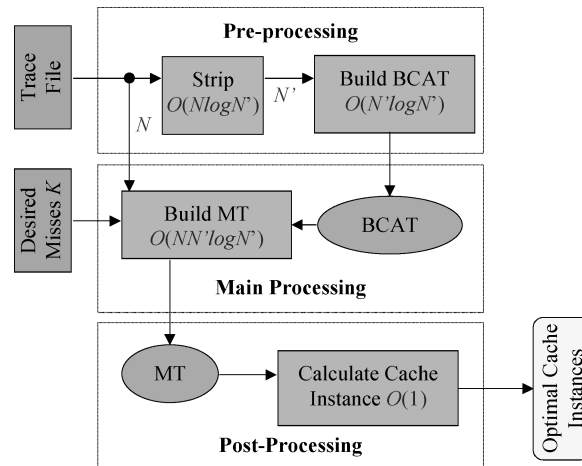 Pre-processing
Trace
File
Strip
O(NlogN’)
N’
Build BCAT
O(N’logN’)
N
Desired
Misses K
Build MT
O(NN’logN’)
BCAT
Main Processing
MT
Calculate Cache
Instance O(1)
Post-Processing
Optimal Cache
Instances